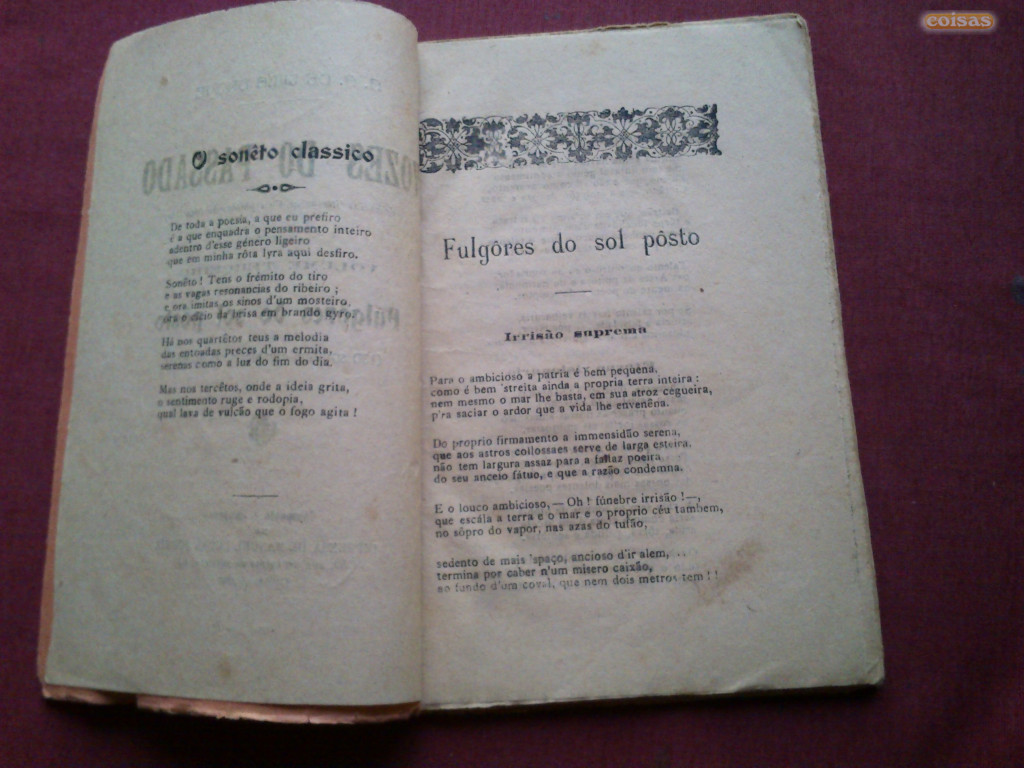 coisas
O sonêto classico
De toda a poesia, a que eu prefiro
é a que enquadra o pensamento inteiro
adentro d'esse género ligeiro
que em minha rôta lyra aqui desfiro.
Sonêto! Tens o frémito do tiro
e as vagas resonancias do ribeiro;
e ora imitas os sinos d'um mosteiro,
ora o cicio da brisa em brando gyro.
Há nos quartêtos teus a melodia
das entoadas preces d'um ermita,
serenas como a luz do fim do dia.
Mas nos tercêtos, onde a ideia grita,
o sentimento ruge e rodopia,
qual lava de vulcão que o fogo agita!
Fulgôres do sol pôsto
Irrisão suprema
Para o ambicioso a patria é bem pequena,
como é bem 'streita ainda a propria terra inteira:
nem mesmo o mar lhe basta, em sua atroz cegueira,
p'ra saciar o ardor que a vida lhe envenêna.
Do proprio firmamento a immensidão serena,
que aos astros collossaes serve de larga esteira,
não tem largura assaz para a fallaz poeira
do seu anceio fátuo, e que a razão condemna.
E o louco ambicioso,—Oh! fúnebre irrisão!—,
que escála a terra e o mar e o proprio céu tambem,
no sôpro do vapor, nas azas do tufão,
sedento de mais 'spaço, ancioso d'ir alem,
termina por caber n'um misero caixão,
ao fundo d'um coval, que nem dois metros tem!!